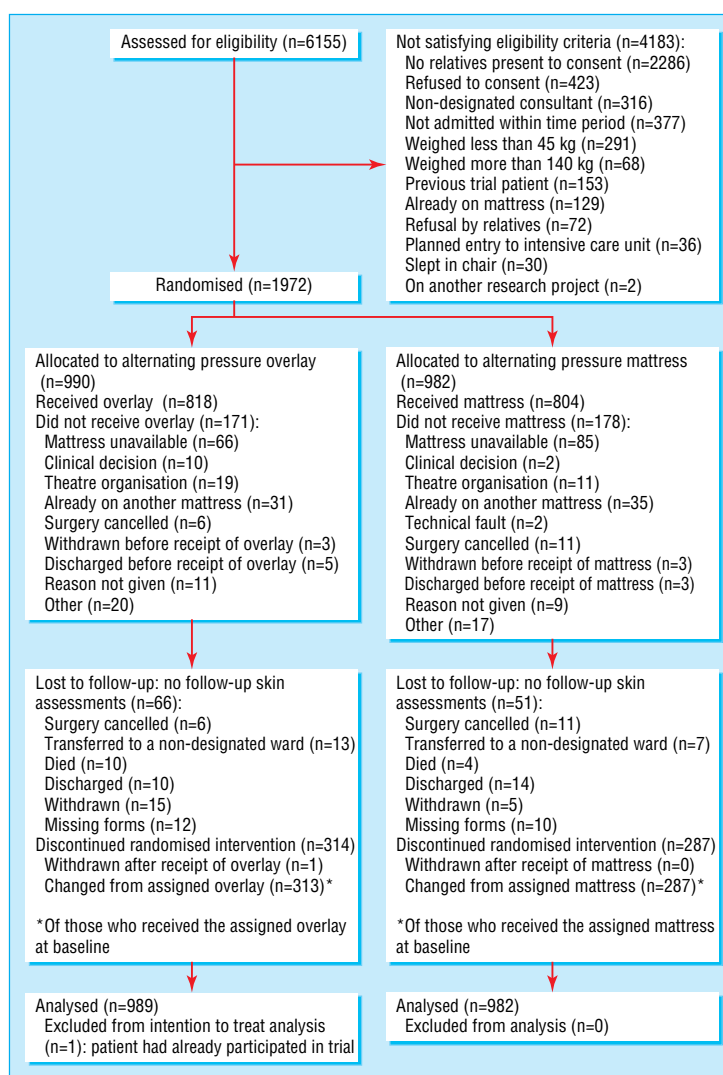 Assessed for eligibility (n=6155)
Not satisfying eligibility criteria (n=4183):
No relatives present to consent (n=2286)
Refused to consent (n=423)
Non-designated consultant (n=316)
Not admitted within time period (n=377)
Weighed less than 45 kg (n=291)
Weighed more than 140 kg (n=68)
Previous trial patient (n=153)
Already on mattress (n=129)
Refusal by relatives (n=72)
Planned entry to intensive care unit (n=36)
Slept in chair (n=30)
On another research project (n=2)
Randomised (n=1972)
Allocated to alternating pressure overlay
(n=990)
Received overlay (n=818)
Did not receive overlay (n=171):
Mattress unavailable (n=66)
Clinical decision (n=10)
Theatre organisation (n=19)
Already on another mattress (n=31)
Surgery cancelled (n=6)
Withdrawn before receipt of overlay (n=3)
Discharged before receipt of overlay (n=5)
Reason not given (n=11)
Other (n=20)
Allocated to alternating pressure mattress
(n=982)
Received mattress (n=804)
Did not receive mattress (n=178):
Mattress unavailable (n=85)
Clinical decision (n=2)
Theatre organisation (n=11)
Already on another mattress (n=35)
Technical fault (n=2)
Surgery cancelled (n=11)
Withdrawn before receipt of mattress (n=3)
Discharged before receipt of mattress (n=3)
Reason not given (n=9)
Other (n=17)
Lost to follow-up: no follow-up skin
assessments (n=66):
Surgery cancelled (n=6)
Transferred to a non-designated ward (n=13)
Died (n=10)
Discharged (n=10)
Withdrawn (n=15)
Missing forms (n=12)
Discontinued randomised intervention (n=314)
Withdrawn after receipt of overlay (n=1)
Changed from assigned overlay (n=313)*
*Of those who received the assigned overlay
at baseline
Lost to follow-up: no follow-up skin
assessments (n=51):
Surgery cancelled (n=11)
Transferred to a non-designated ward (n=7)
Died (n=4)
Discharged (n=14)
Withdrawn (n=5)
Missing forms (n=10)
Discontinued randomised intervention (n=287)
Withdrawn after receipt of mattress (n=0)
Changed from assigned mattress (n=287)*
*Of those who received the assigned mattress
at baseline
Analysed (n=989)
Excluded from intention to treat analysis
(n=1): patient had already participated in trial
Analysed (n=982)
Excluded from analysis (n=0)